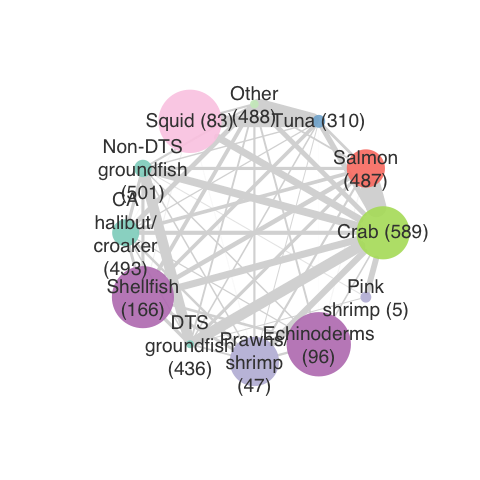 Other
(488)
Squid (83)
Tuna (310)
Non-DTS
groundfish
(501)
Salmon
(487)
CA
halibut/
croaker
(493)
Crab (589)
Shellfish
(166)
Pink
shrimp (5)
DTS
groundfish
(436)
Prawns/
shrimp
(47)
Echinoderms
(96)